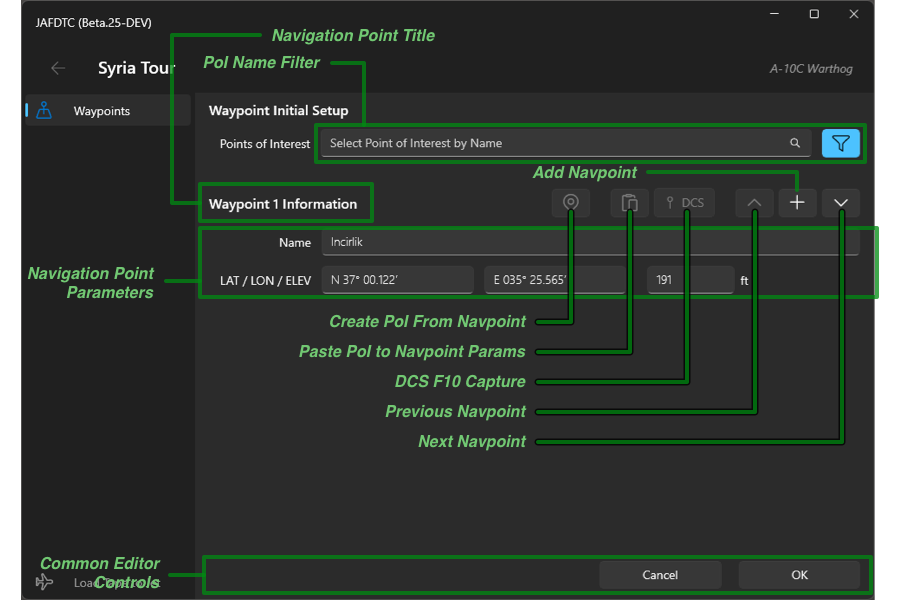 JAFDTC (Beta.25-DEV)
Navigation Point Title
Syria Tour
PoI Name Filter
A-10C Warthog
Waypoints
Waypoint Initial Setup
Points of Interest
Select Point of Interest by Name
Add Navpoint
Waypoint 1 Information
DCS
Name
Incirlik
Navigation Point
Parameters
LAT / LON / ELEV
N 37° 00.122’
E 035° 25.565’
191
ft
Create PoI From Navpoint
Paste PoI to Navpoint Params
DCS F10 Capture
Previous Navpoint
Next Navpoint
Common Editor
Controls
Load
Cancel
OK